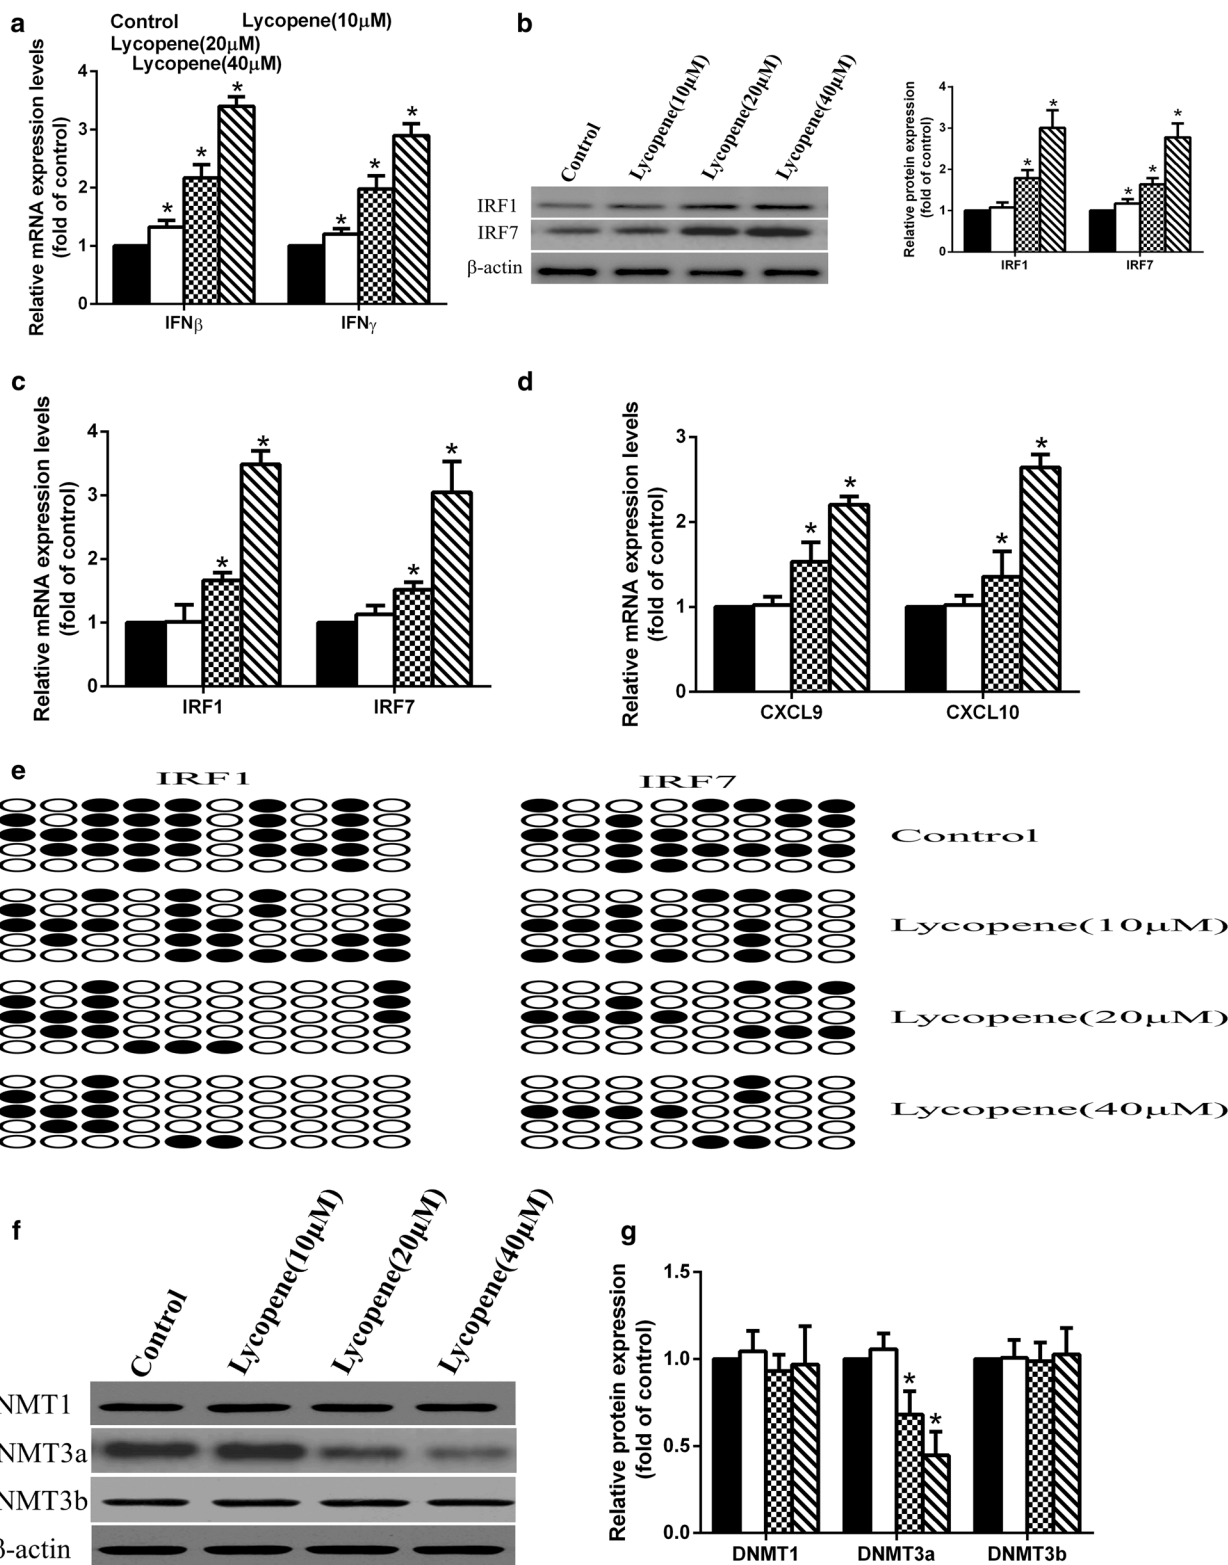 a
Control Lycopene(10μM)
Lycopene(20μM)
Lycopene(40μM)
Relative mRNA expression levels
(fold of control)
4
3
2
1
0
* * * * * *
IFNβ IFNγ
b
Control Lycopene(10μM) Lycopene(20μM) Lycopene(40μM)
IRF1
IRF7
β-actin
Relative protein expression
(fold of control)
4
3
2
1
0
* * * * *
IRF1 IRF7
c
Relative mRNA expression levels
(fold of control)
4
3
2
1
0
* * * *
IRF1 IRF7
d
Relative mRNA expression levels
(fold of control)
3
2
1
0
* * * *
CXCL9 CXCL10
e
IRF1 IRF7
Control
Lycopene(10μM)
Lycopene(20μM)
Lycopene(40μM)
f
Control Lycopene(10μM) Lycopene(20μM) Lycopene(40μM)
NMT1
NMT3a
NMT3b
β-actin
g
Relative protein expression
(fold of control)
1.5
1.0
0.5
0.0
* *
DNMT1 DNMT3a DNMT3b